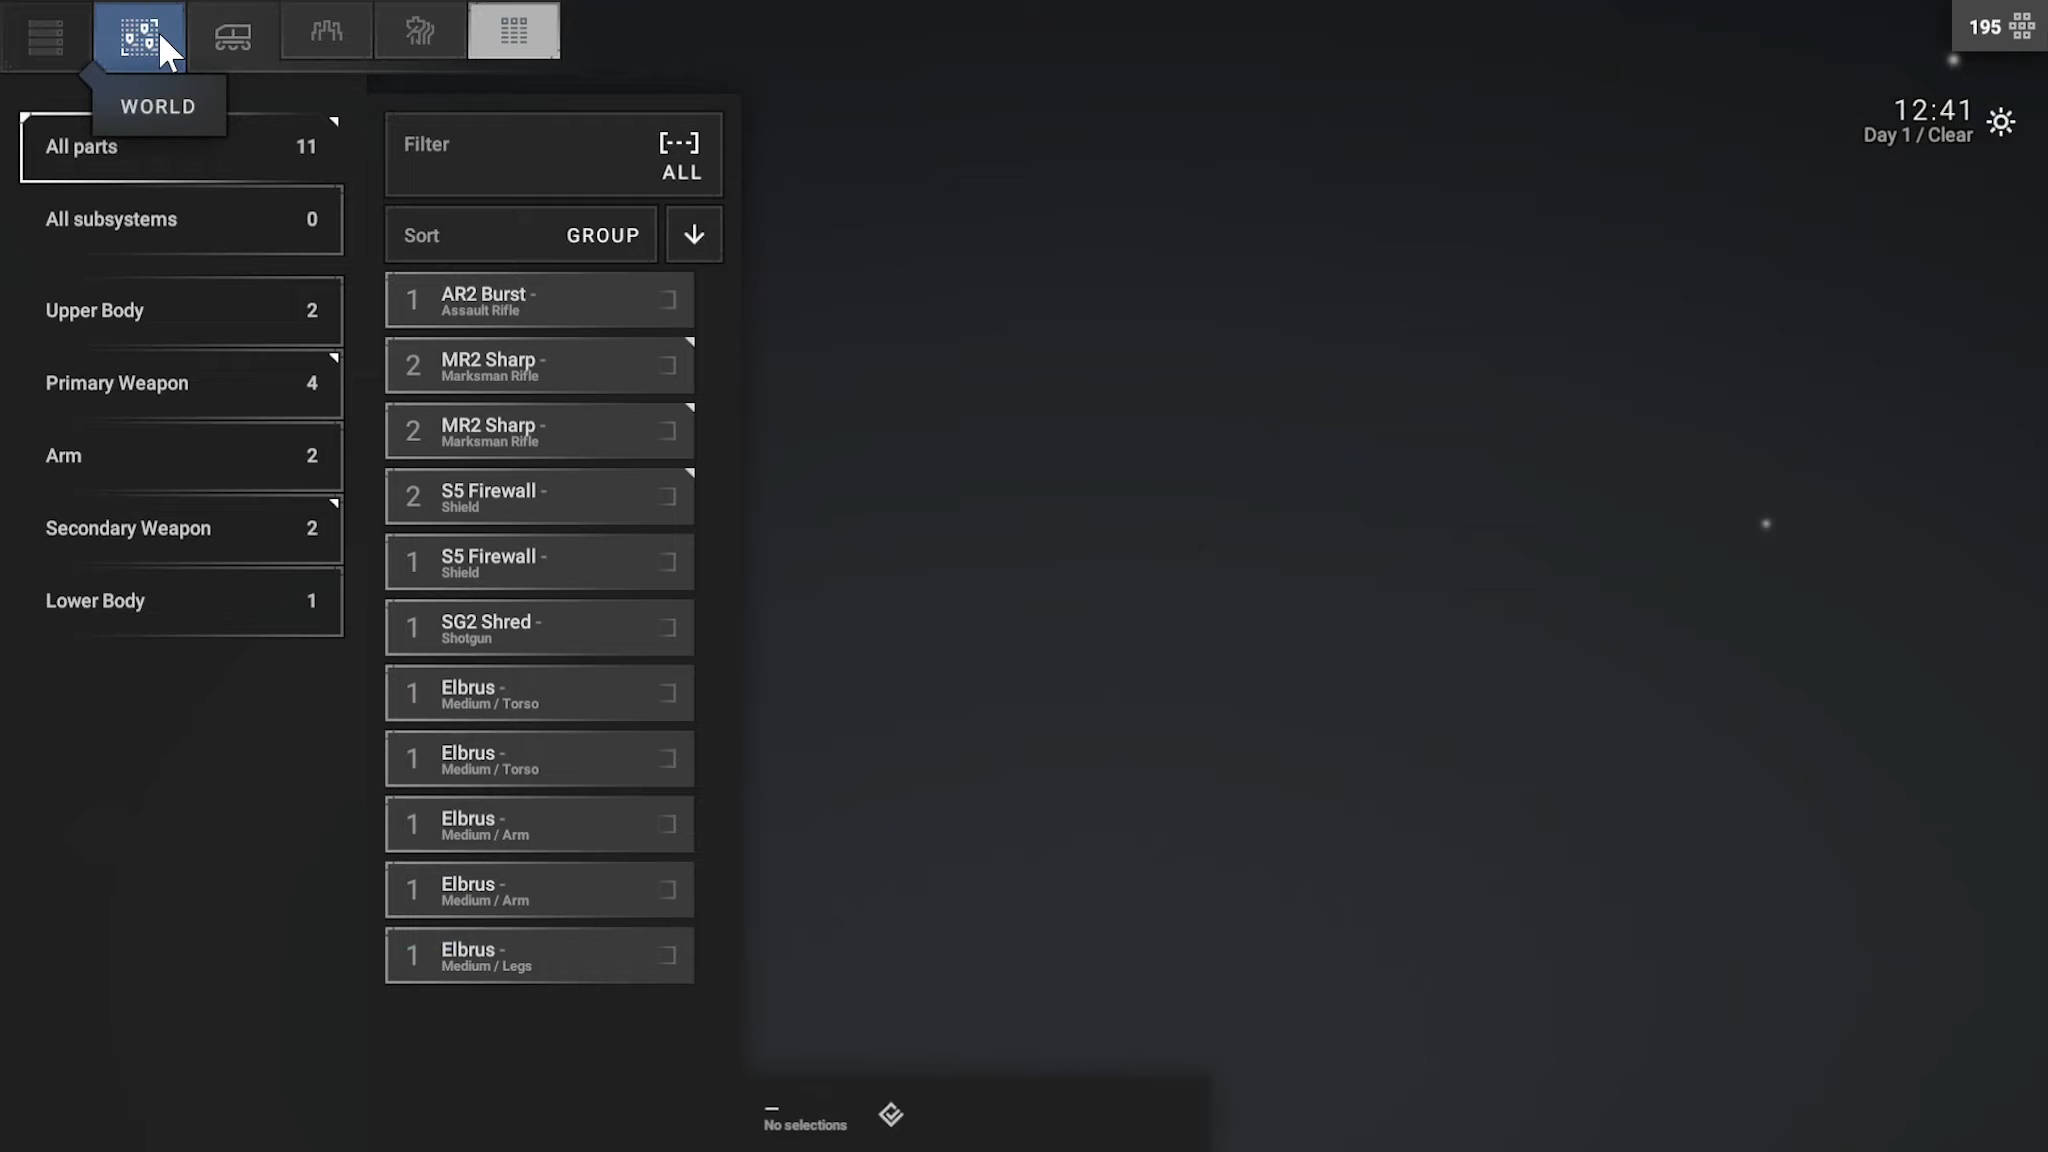 195
WORLD
12:41
Day 1 / Clear
All parts 11
All subsystems 0
Upper Body 2
Primary Weapon 4
Arm 2
Secondary Weapon 2
Lower Body 1
Filter [---]
ALL
Sort GROUP
1 AR2 Burst -
Assault Rifle
2 MR2 Sharp -
Marksman Rifle
2 MR2 Sharp -
Marksman Rifle
2 S5 Firewall -
Shield
1 S5 Firewall -
Shield
1 SG2 Shred -
Shotgun
1 Elbrus -
Medium / Torso
1 Elbrus -
Medium / Torso
1 Elbrus -
Medium / Arm
1 Elbrus -
Medium / Arm
1 Elbrus -
Medium / Legs
–
No selections